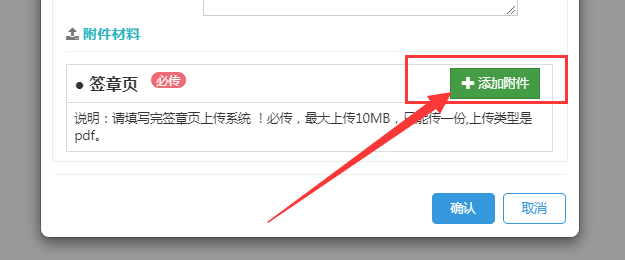 附件材料
● 签章页 必传
添加附件
说明：请填写完签章页上传系统 ！必传，最大上传10MB，只能传一份,上传类型是
pdf。
确认
取消